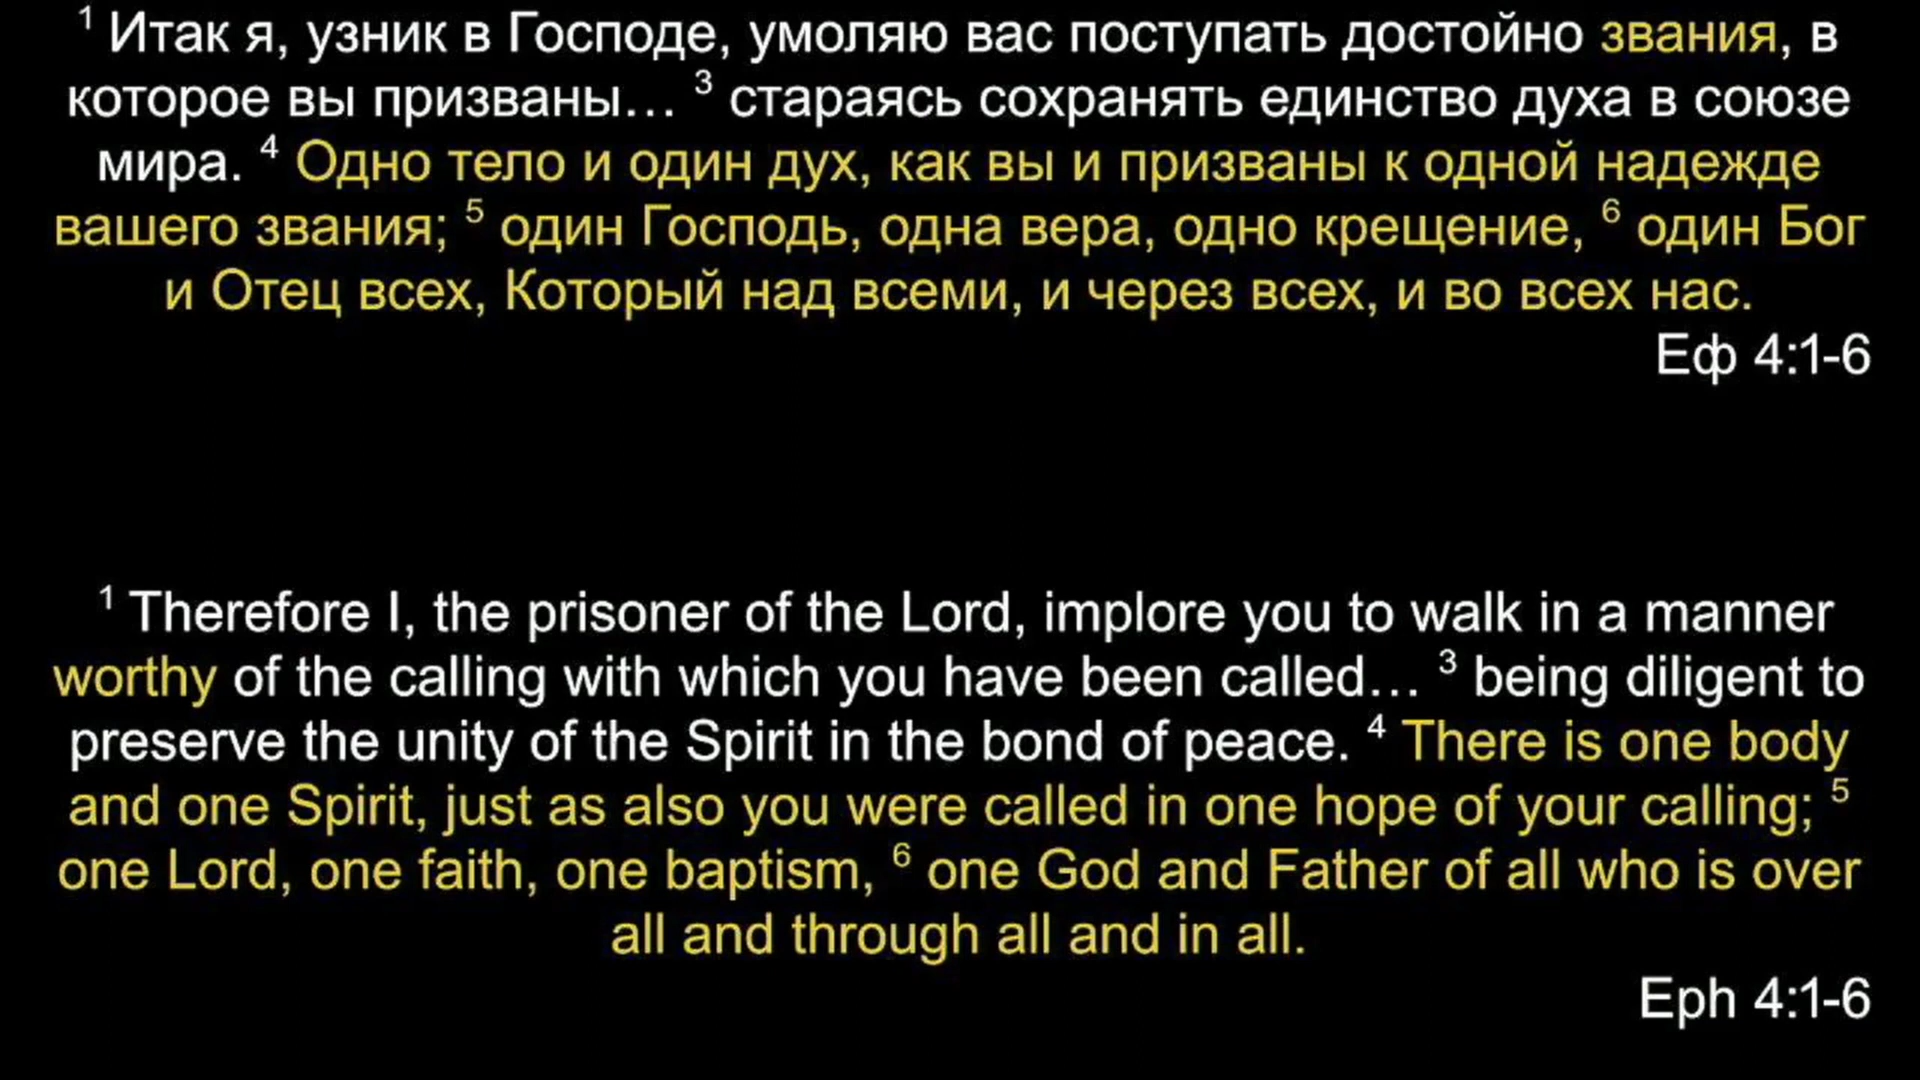 ¹ Итак я, узник в Господе, умоляю вас поступать достойно звания, в
которое вы призваны… ³ стараясь сохранять единство духа в союзе
мира. ⁴ Одно тело и один дух, как вы и призваны к одной надежде
вашего звания; ⁵ один Господь, одна вера, одно крещение, ⁶ один Бог
и Отец всех, Который над всеми, и через всех, и во всех нас.
Еф 4:1-6
¹ Therefore I, the prisoner of the Lord, implore you to walk in a manner
worthy of the calling with which you have been called… ³ being diligent to
preserve the unity of the Spirit in the bond of peace. ⁴ There is one body
and one Spirit, just as also you were called in one hope of your calling; ⁵
one Lord, one faith, one baptism, ⁶ one God and Father of all who is over
all and through all and in all.
Eph 4:1-6